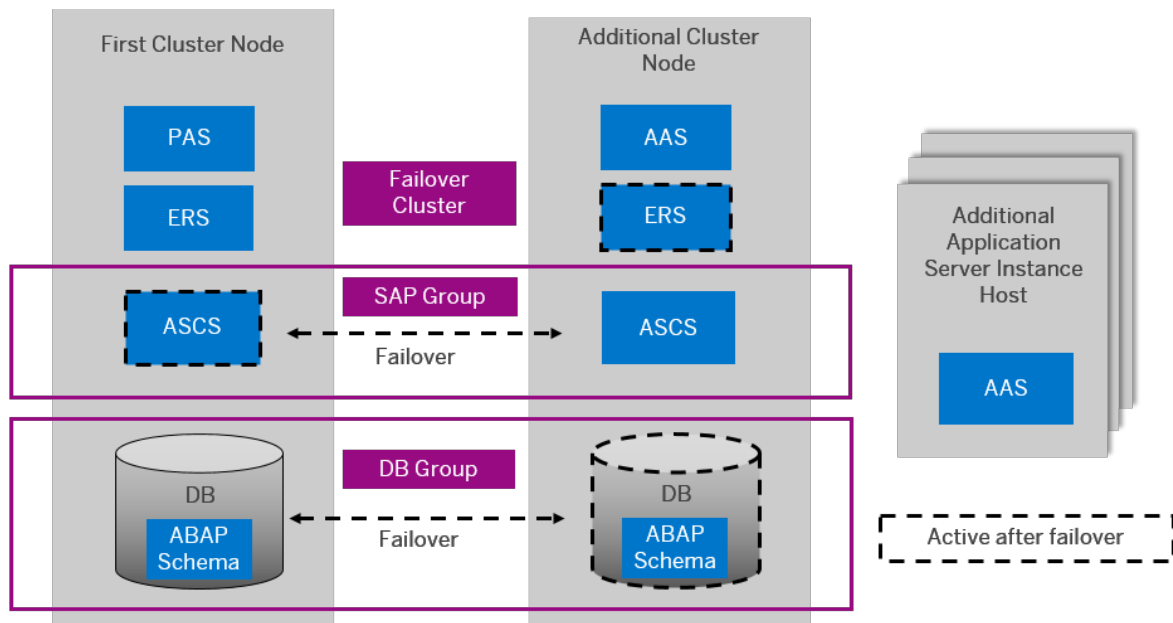 First Cluster Node
PAS
ERS
ASCS
DB
ABAP
Schema
Failover
Cluster
SAP Group
Failover
DB Group
Failover
Additional Cluster
Node
AAS
ERS
ASCS
DB
ABAP
Schema
Additional
Application
Server Instance
Host
AAS
Active after failover